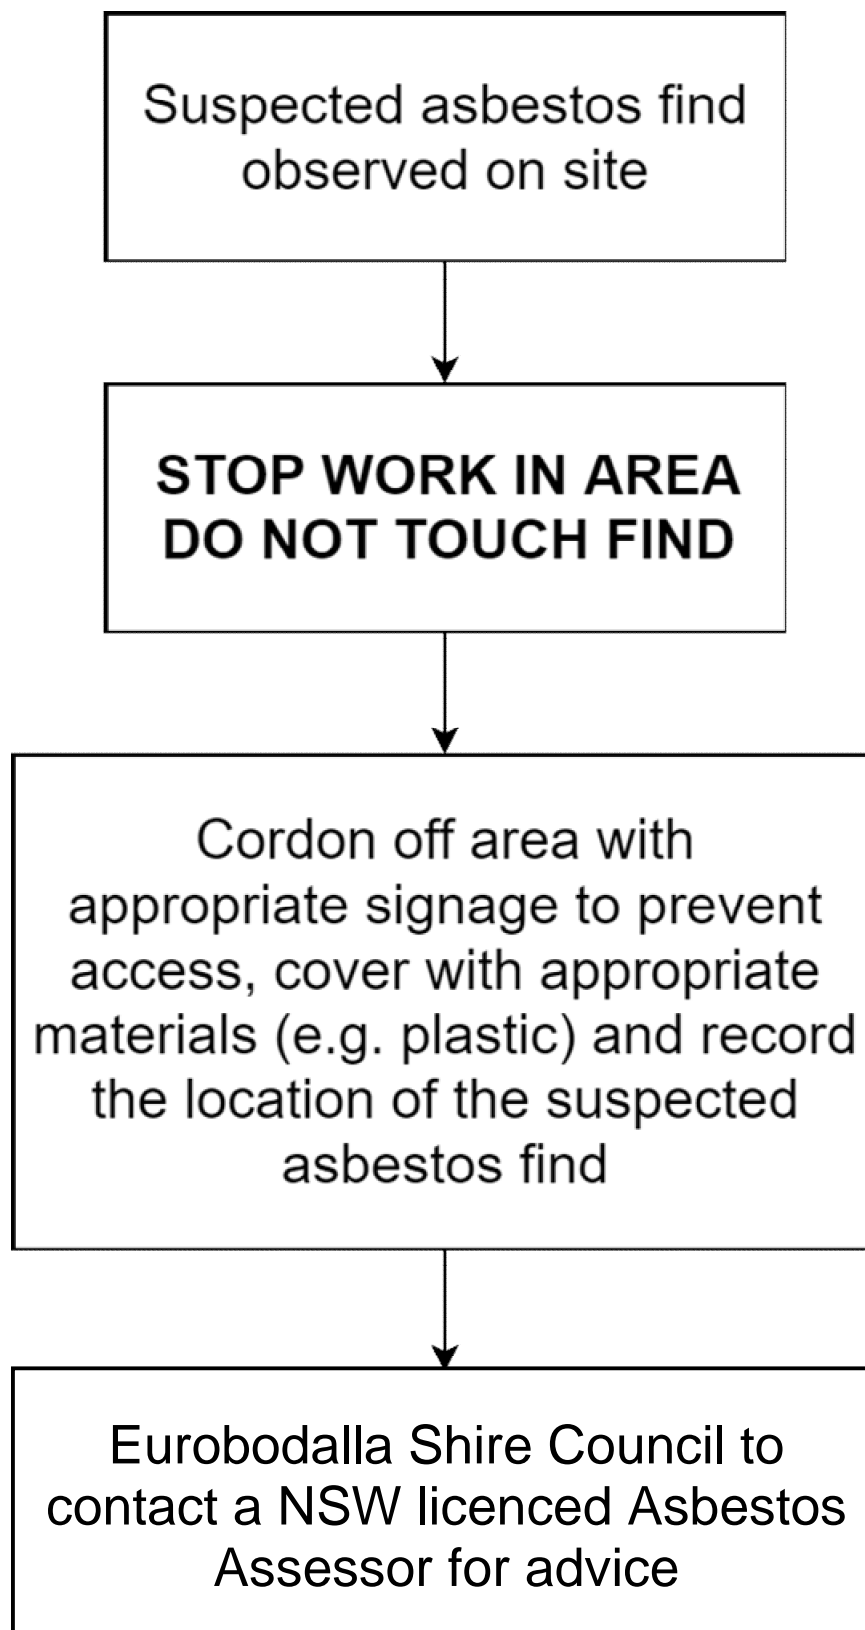 Suspected asbestos find
observed on site
STOP WORK IN AREA
DO NOT TOUCH FIND
Cordon off area with
appropriate signage to prevent
access, cover with appropriate
materials (e.g. plastic) and record
the location of the suspected
asbestos find
Eurobodalla Shire Council to
contact a NSW licenced Asbestos
Assessor for advice